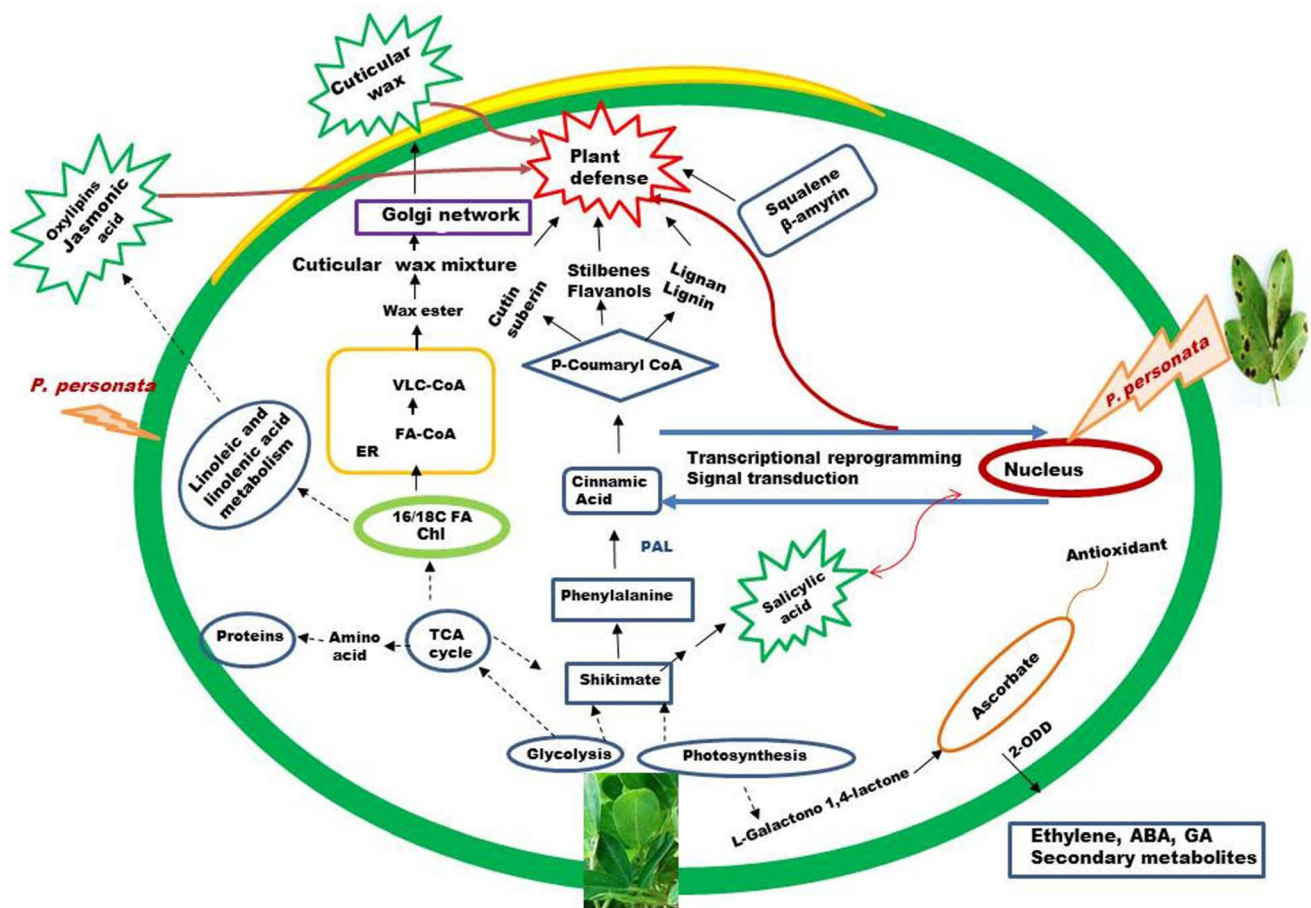 Cuticular
wax
Plant
defense
Squalene
β-amyrin
Oxylipins
Jasmonic
acid
Golgi network
Cuticular wax mixture
Stilbenes
Flavanols
Lignan
Lignin
Cutin
suberin
Wax ester
P-Coumaryl CoA
VLC-CoA
FA-CoA
ER
P. personata
P. personata
Linoleic and
linolenic acid
metabolism
Transcriptional reprogramming
Signal transduction
Nucleus
Cinnamic
Acid
16/18C FA
Chl
PAL
Antioxidant
Phenylalanine
Salicylic
acid
Proteins
Amino
acid
TCA
cycle
Shikimate
Ascorbate
Glycolysis
Photosynthesis
2-ODD
L-Galactono 1,4-lactone
Ethylene, ABA, GA
Secondary metabolites